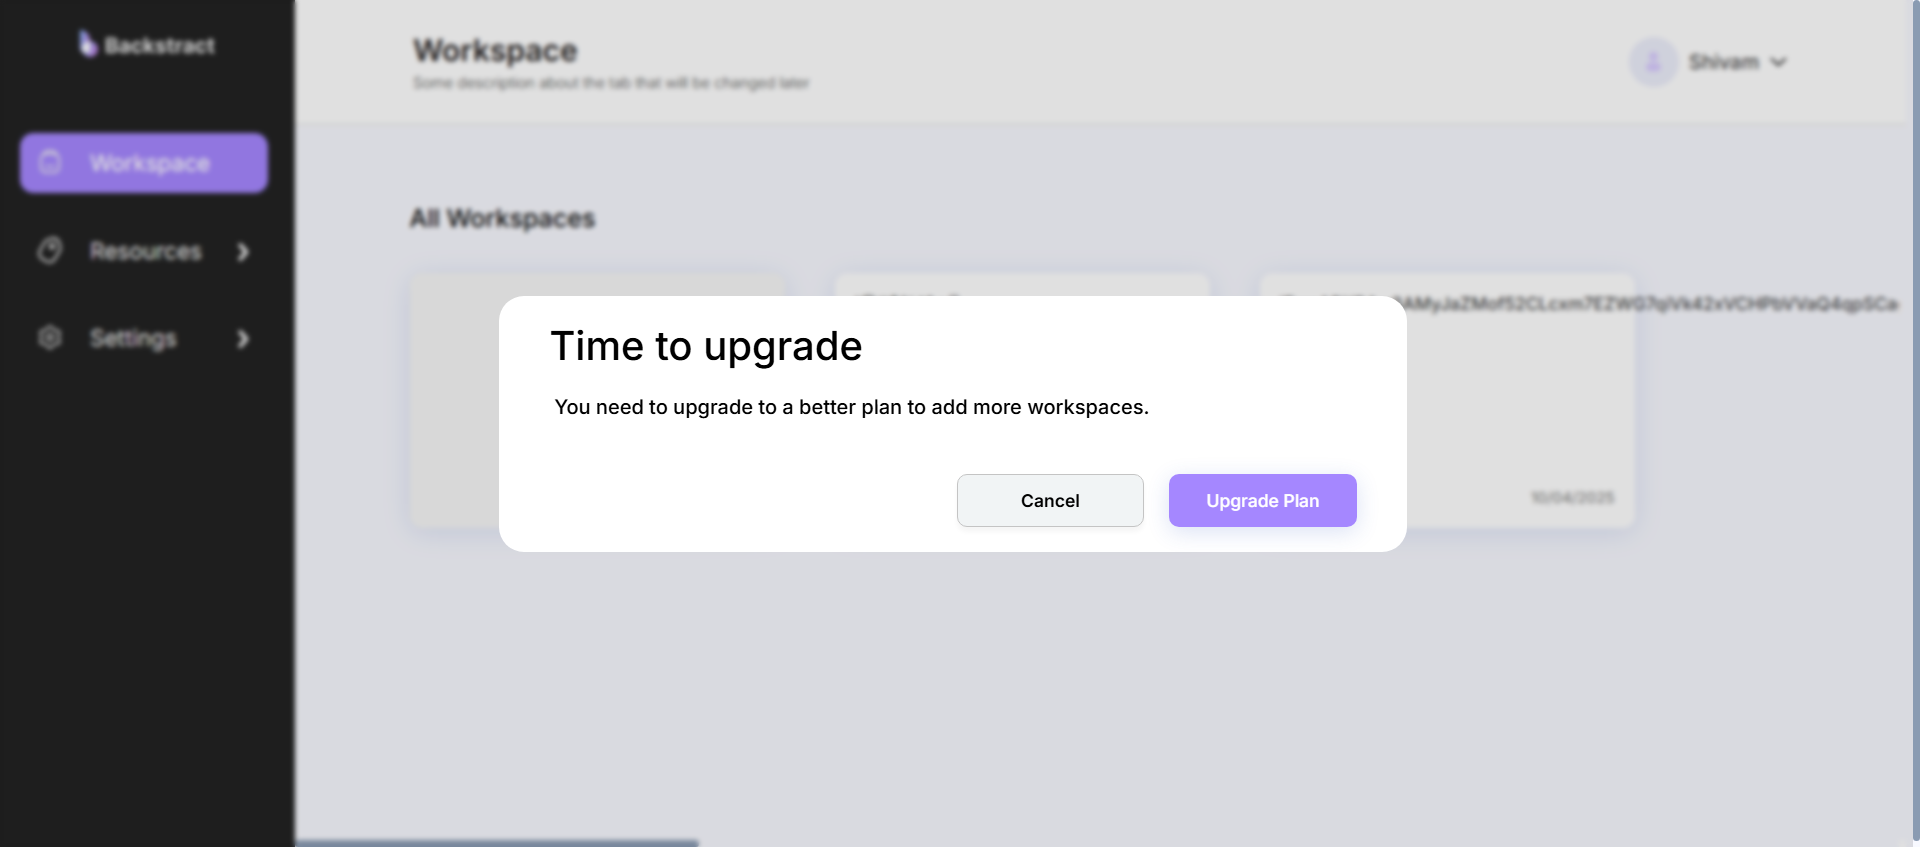 Backstract
Workspace
Some description about the tab that will be changed later
Shivam
Workspace
Resources
Settings
All Workspaces
Time to upgrade
You need to upgrade to a better plan to add more workspaces.
Cancel
Upgrade Plan
10/04/2025